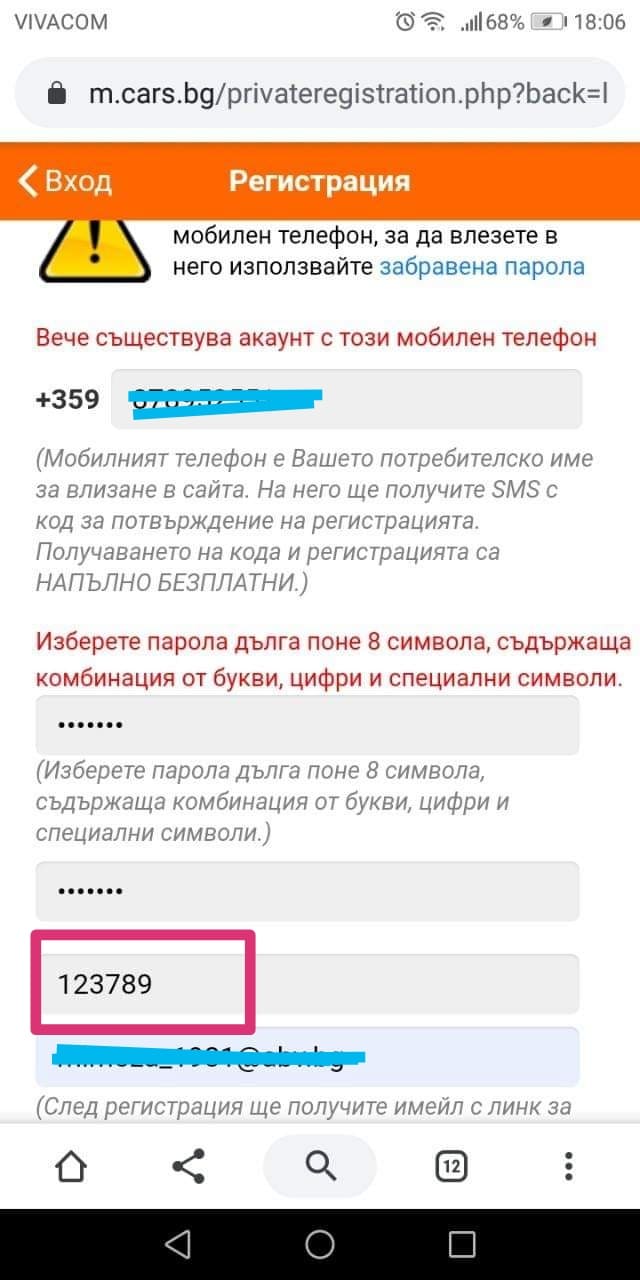 VIVACOM 68% 18:06
m.cars.bg/privateregistration.php?back=l
Вход Регистрация
мобилен телефон, за да влезете в
него използвайте забравена парола
Вече съществува акаунт с този мобилен телефон
+359
(Мобилният телефон е Вашето потребителско име
за влизане в сайта. На него ще получите SMS с
код за потвърждение на регистрацията.
Получаването на кода и регистрацията са
НАПЪЛНО БЕЗПЛАТНИ.)
Изберете парола дълга поне 8 символа, съдържаща
комбинация от букви, цифри и специални символи.
•••••••
(Изберете парола дълга поне 8 символа,
съдържаща комбинация от букви, цифри и
специални символи.)
•••••••
123789
(След регистрация ще получите имейл с линк за
12